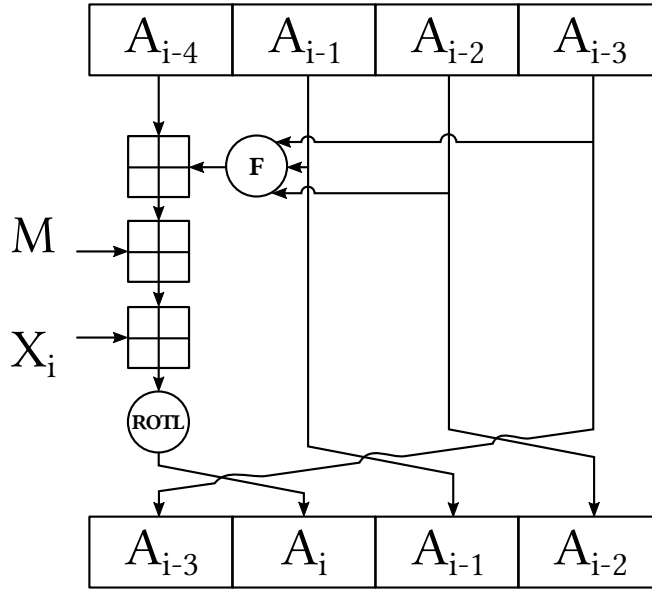 A_{i-4} A_{i-1} A_{i-2} A_{i-3}
F
M
X_i
ROTL
A_{i-3} A_i A_{i-1} A_{i-2}